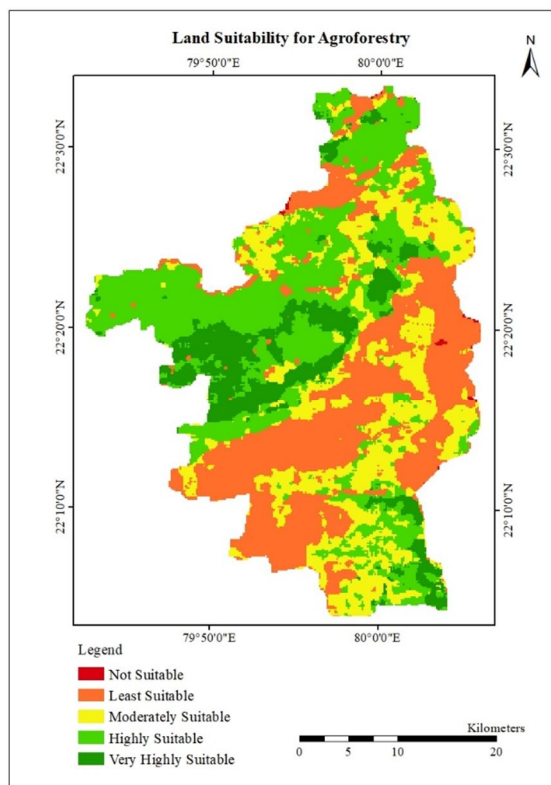 Land Suitability for Agroforestry
N
79°50'0"E
80°0'0"E
22°30'0"N
22°30'0"N
22°20'0"N
22°20'0"N
22°10'0"N
22°10'0"N
79°50'0"E
80°0'0"E
Legend
Not Suitable
Least Suitable
Moderately Suitable
Highly Suitable
Very Highly Suitable
Kilometers
0 5 10 20